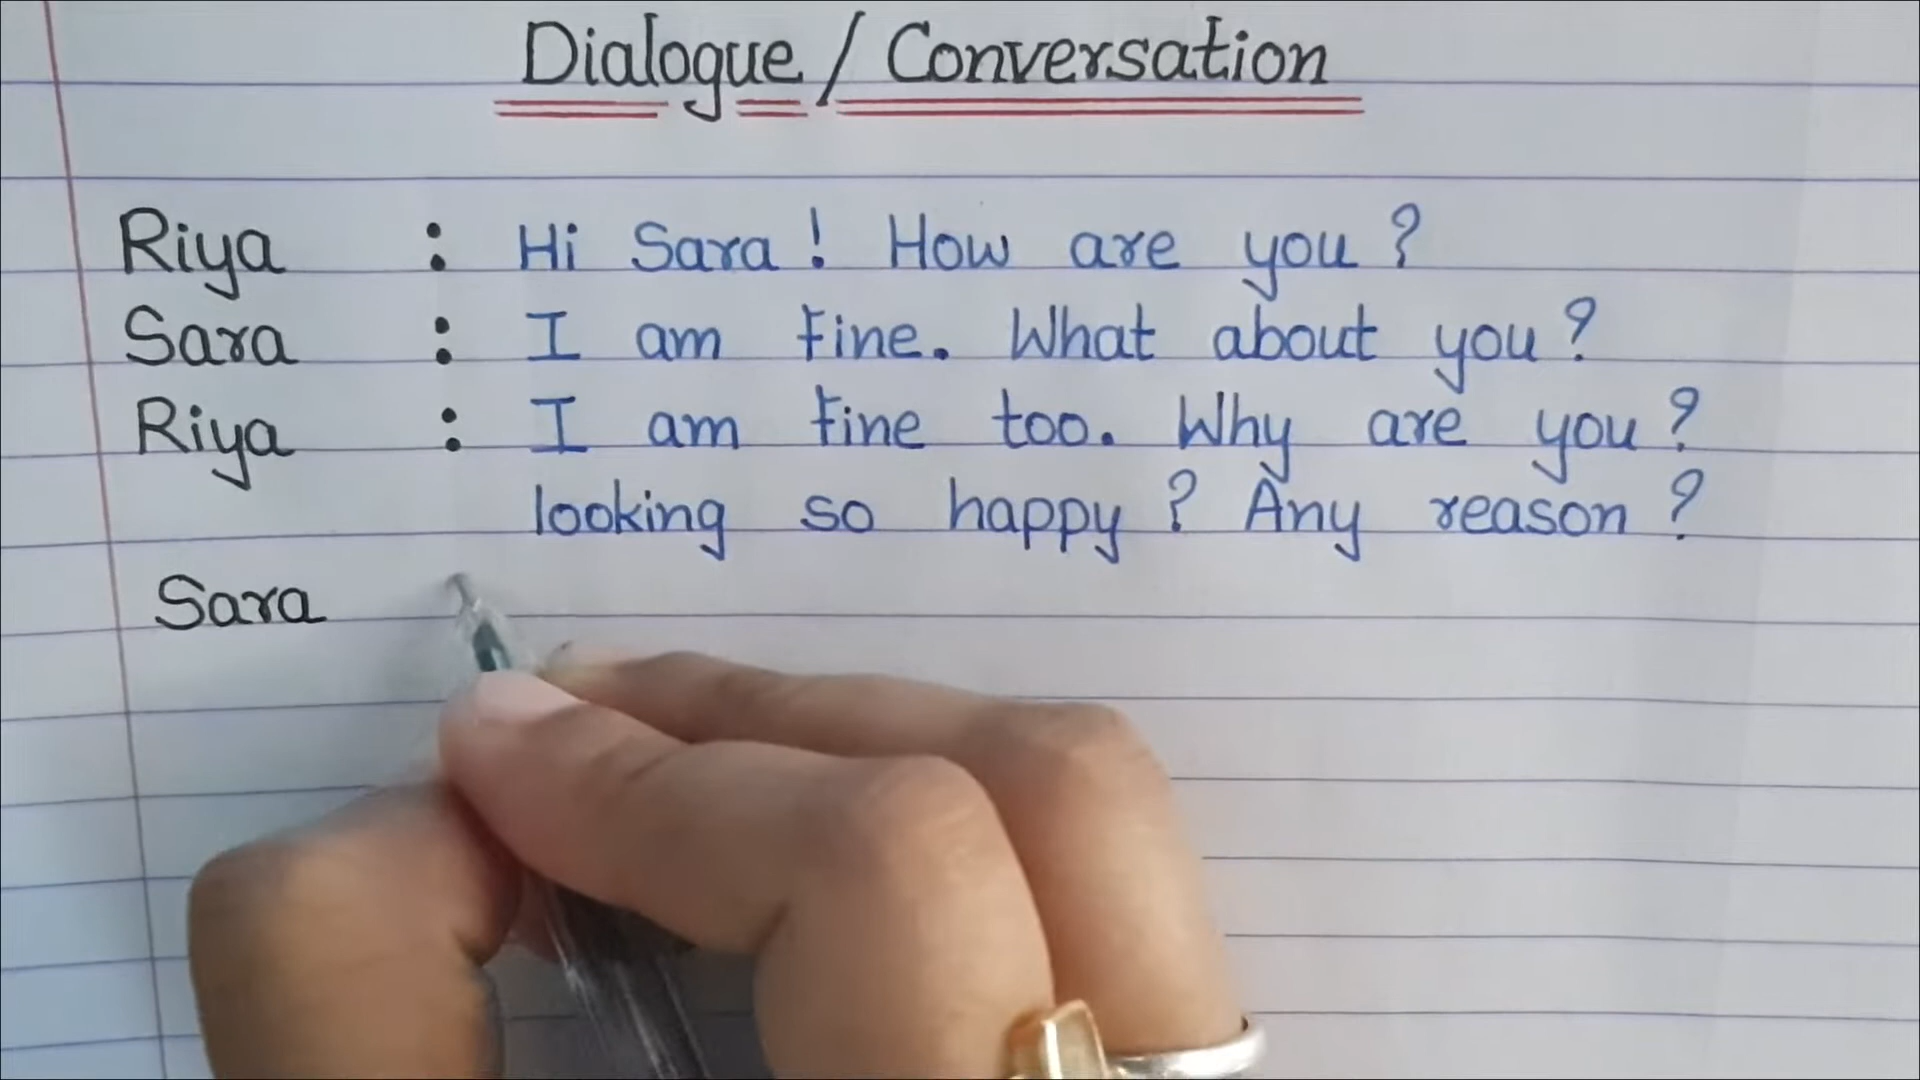 Dialogue / Conversation
Riya : Hi Sara ! How are you ?
Sara : I am fine. What about you ?
Riya : I am fine too. Why are you ?
looking so happy ? Any reason ?
Sara